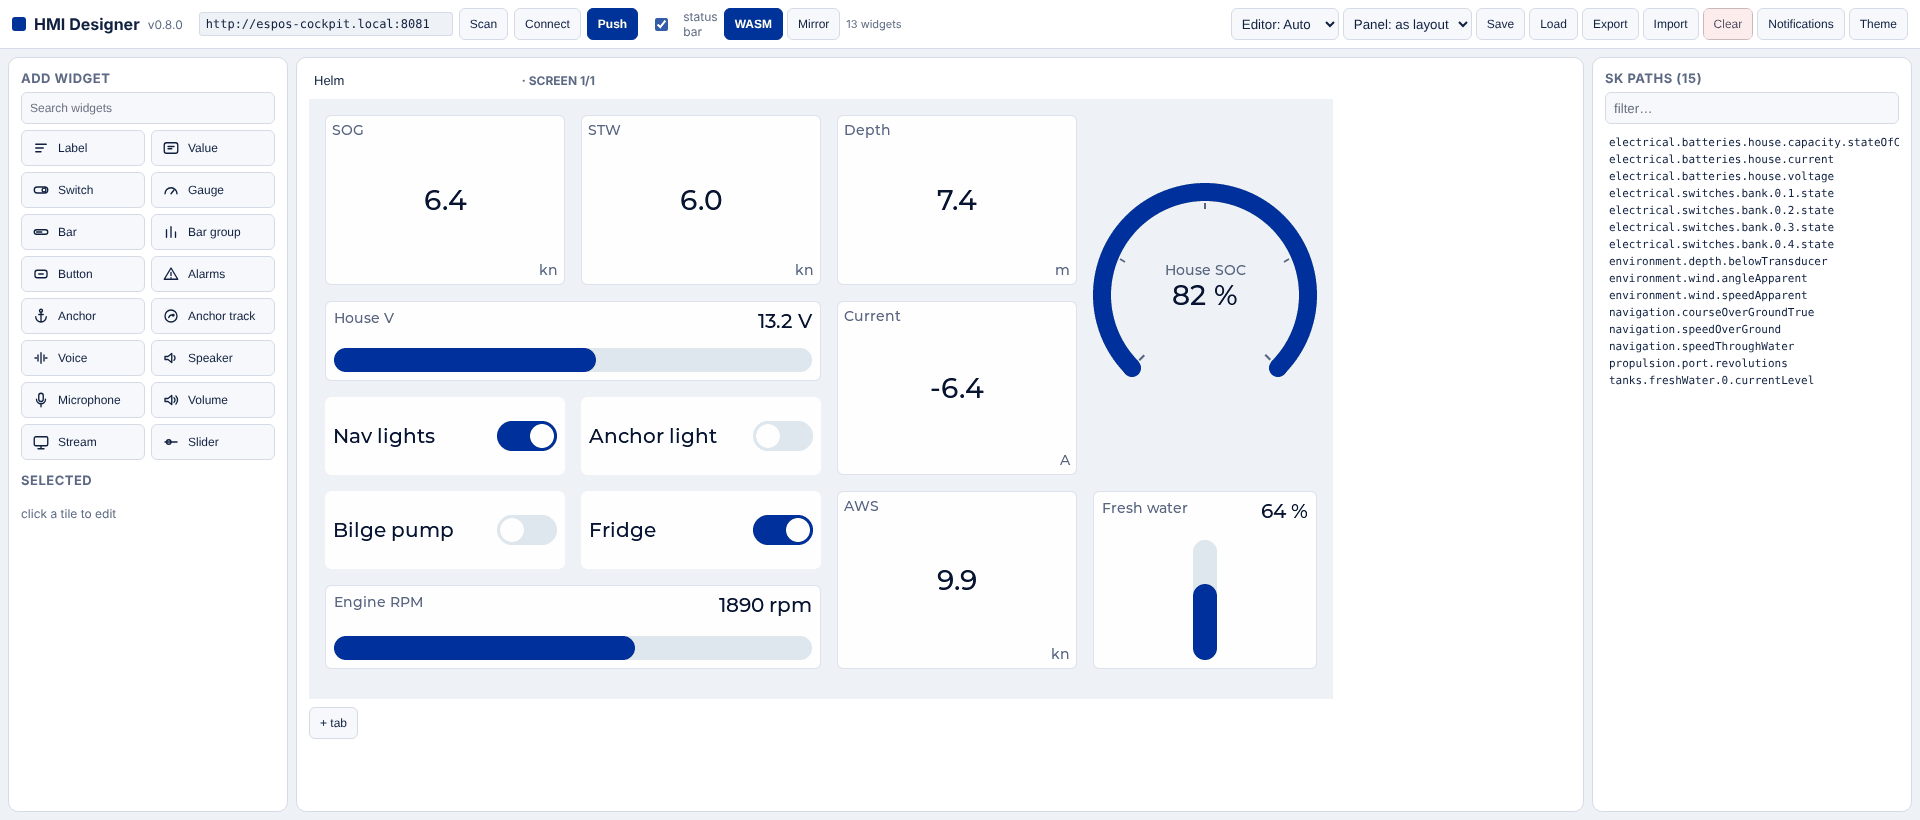 HMI Designer v0.8.0 http://espos-cockpit.local:8081 Scan Connect Push status bar WASM Mirror 13 widgets Editor: Auto Panel: as layout Save Load Export Import Clear Notifications Theme
ADD WIDGET
Search widgets
Label Value
Switch Gauge
Bar Bar group
Button Alarms
Anchor Anchor track
Voice Speaker
Microphone Volume
Stream Slider
SELECTED
click a tile to edit
Helm · SCREEN 1/1
SOG
6.4
kn
STW
6.0
kn
Depth
7.4
m
House SOC
82 %
House V 13.2 V
Current
-6.4
A
Nav lights
Anchor light
Bilge pump
Fridge
AWS
9.9
kn
Fresh water 64 %
Engine RPM 1890 rpm
+ tab
SK PATHS (15)
filter…
electrical.batteries.house.capacity.stateOfC
electrical.batteries.house.current
electrical.batteries.house.voltage
electrical.switches.bank.0.1.state
electrical.switches.bank.0.2.state
electrical.switches.bank.0.3.state
electrical.switches.bank.0.4.state
environment.depth.belowTransducer
environment.wind.angleApparent
environment.wind.speedApparent
navigation.courseOverGroundTrue
navigation.speedOverGround
navigation.speedThroughWater
propulsion.port.revolutions
tanks.freshWater.0.currentLevel